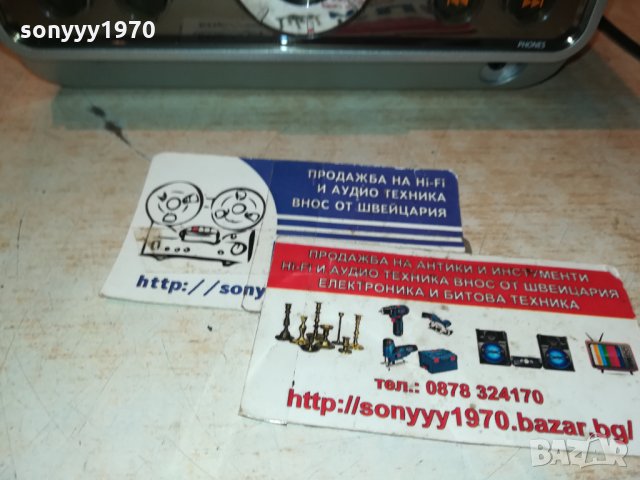 sonyyy1970
PHONES
ПРОДАЖБА НА Hi-Fi
И АУДИО ТЕХНИКА
ВНОС ОТ ШВЕЙЦАРИЯ
http://sony
ПРОДАЖБА НА АНТИКИ И ИНСТРУМЕНТИ
Hi-Fi И АУДИО ТЕХНИКА ВНОС ОТ ШВЕЙЦАРИЯ
ЕЛЕКТРОНИКА И БИТОВА ТЕХНИКА
тел.: 0878 324170
http://sonyyy1970.bazar.bg/
bazar
sonyyy1970